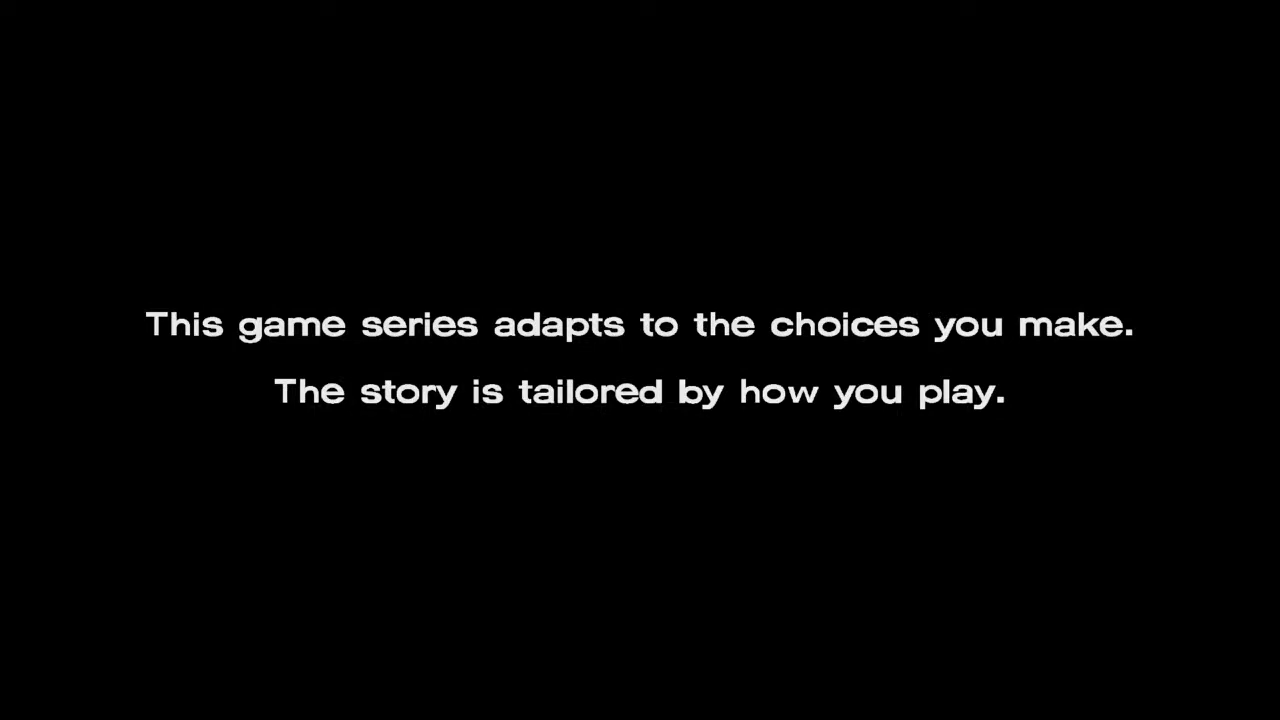 This game series adapts to the choices you make.
The story is tailored by how you play.